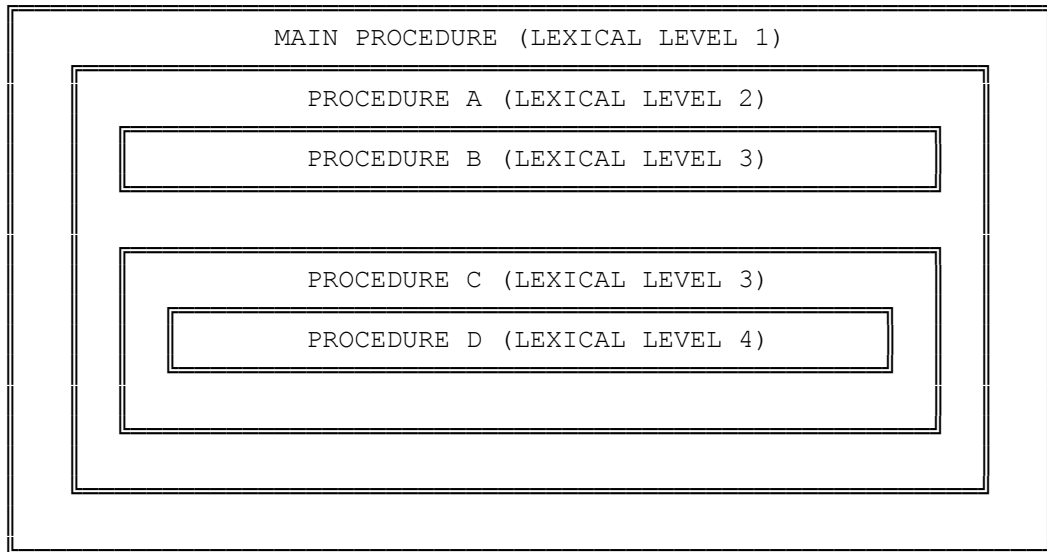 MAIN PROCEDURE (LEXICAL LEVEL 1)
PROCEDURE A (LEXICAL LEVEL 2)
PROCEDURE B (LEXICAL LEVEL 3)
PROCEDURE C (LEXICAL LEVEL 3)
PROCEDURE D (LEXICAL LEVEL 4)